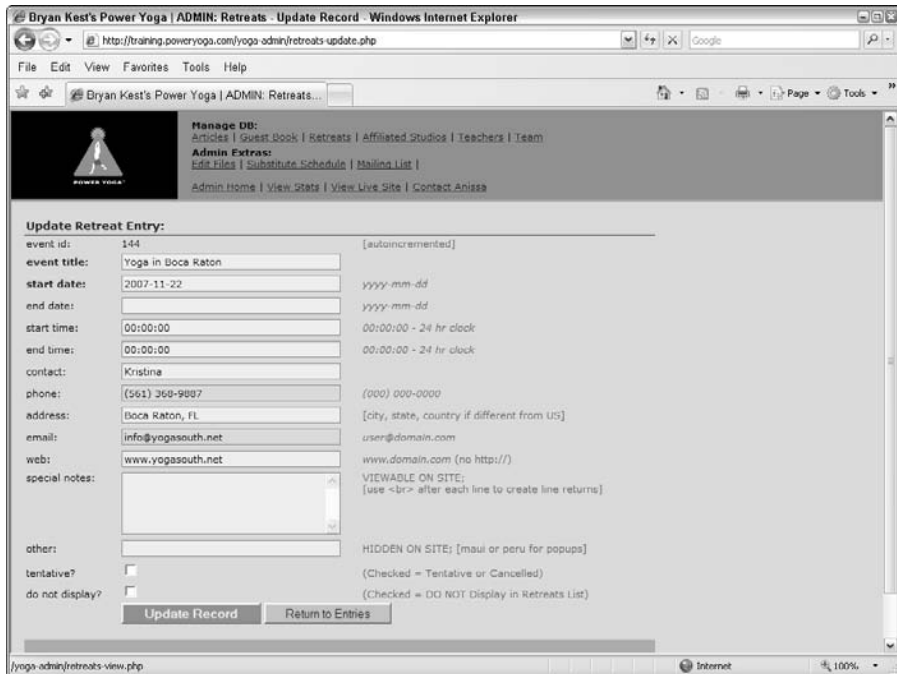 Bryan Kest's Power Yoga | ADMIN: Retreats - Update Record - Windows Internet Explorer
http://training.poweryoga.com/yoga-admin/retreats-update.php
Google
File Edit View Favorites Tools Help
Bryan Kest's Power Yoga | ADMIN: Retreats...
Page Tools »
POWER YOGA
Manage DB:
Articles | Guest Book | Retreats | Affiliated Studios | Teachers | Team
Admin Extras:
Edit Files | Substitute Schedule | Mailing List |
Admin Home | View Stats | View Live Site | Contact Anissa
Update Retreat Entry:
event id: 144 [autoincremented]
event title: Yoga in Boca Raton
start date: 2007-11-22 yyyy-mm-dd
end date: yyyy-mm-dd
start time: 00:00:00 00:00:00 - 24 hr clock
end time: 00:00:00 00:00:00 - 24 hr clock
contact: Kristina
phone: (561) 368-9887 (000) 000-0000
address: Boca Raton, FL [city, state, country if different from US]
email: info@yogasouth.net user@domain.com
web: www.yogasouth.net www.domain.com (no http://)
special notes: VIEWABLE ON SITE;
[use <br> after each line to create line returns]
other: HIDDEN ON SITE; [maui or peru for popups]
tentative? (Checked = Tentative or Cancelled)
do not display? (Checked = DO NOT Display in Retreats List)
Update Record Return to Entries
/yoga-admin/retreats-view.php Internet 100%